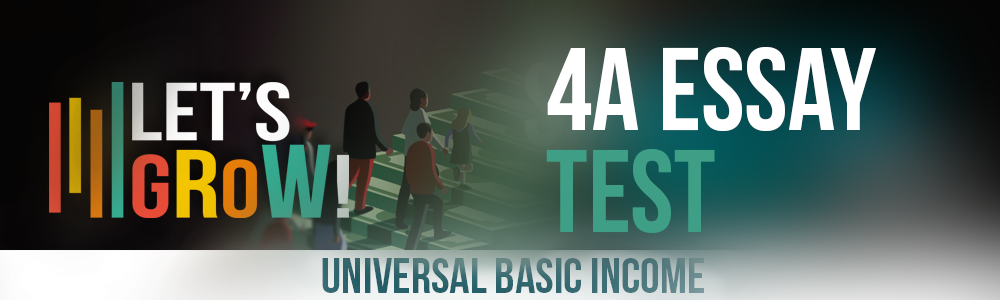 LET'S
GRoW!
4A ESSAY
TEST
UNIVERSAL BASIC INCOME